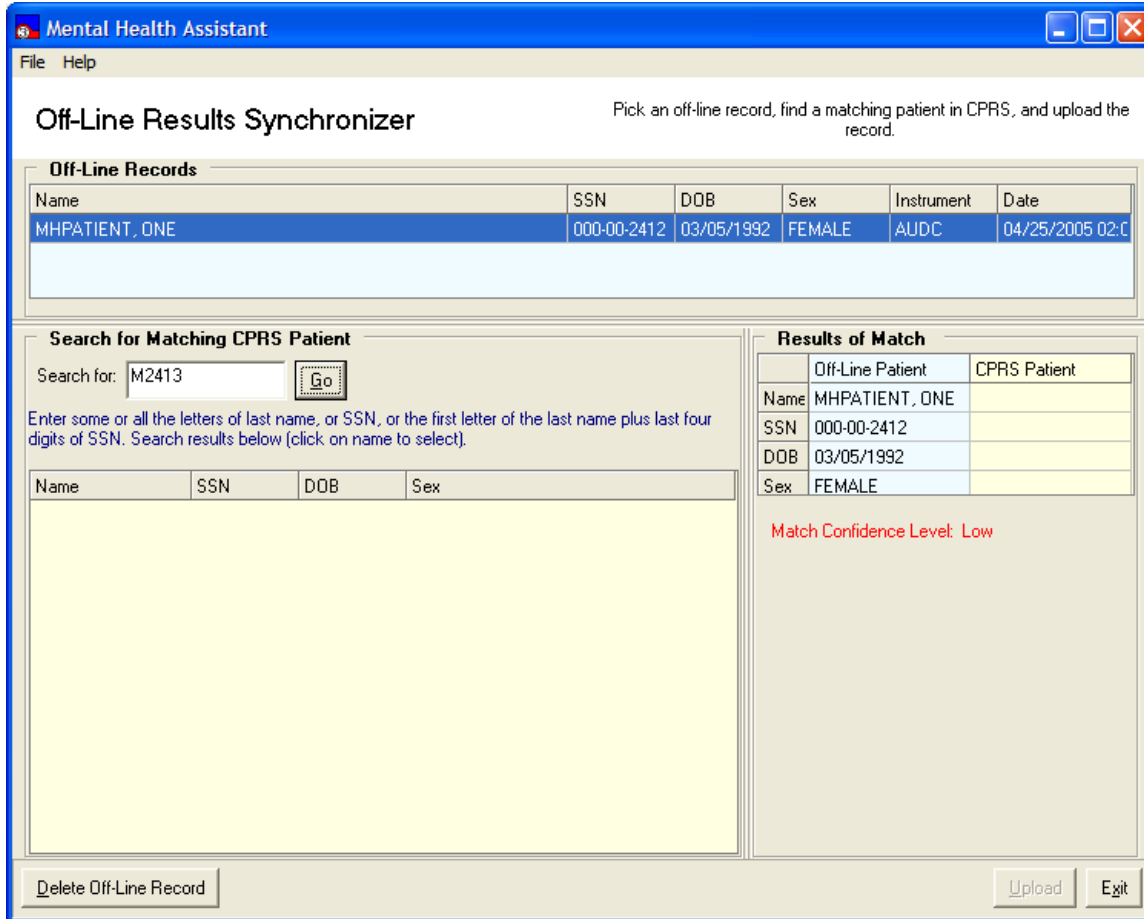 Mental Health Assistant
File Help
Off-Line Results Synchronizer
Pick an off-line record, find a matching patient in CPRS, and upload the
record.
Off-Line Records
Name SSN DOB Sex Instrument Date
MHPATIENT, ONE 000-00-2412 03/05/1992 FEMALE AUDC 04/25/2005 02:0
Search for Matching CPRS Patient
Search for: M2413 Go
Enter some or all the letters of last name, or SSN, or the first letter of the last name plus last four
digits of SSN. Search results below (click on name to select).
Name SSN DOB Sex
Results of Match
Off-Line Patient CPRS Patient
Name MHPATIENT, ONE
SSN 000-00-2412
DOB 03/05/1992
Sex FEMALE
Match Confidence Level: Low
Delete Off-Line Record Upload Exit